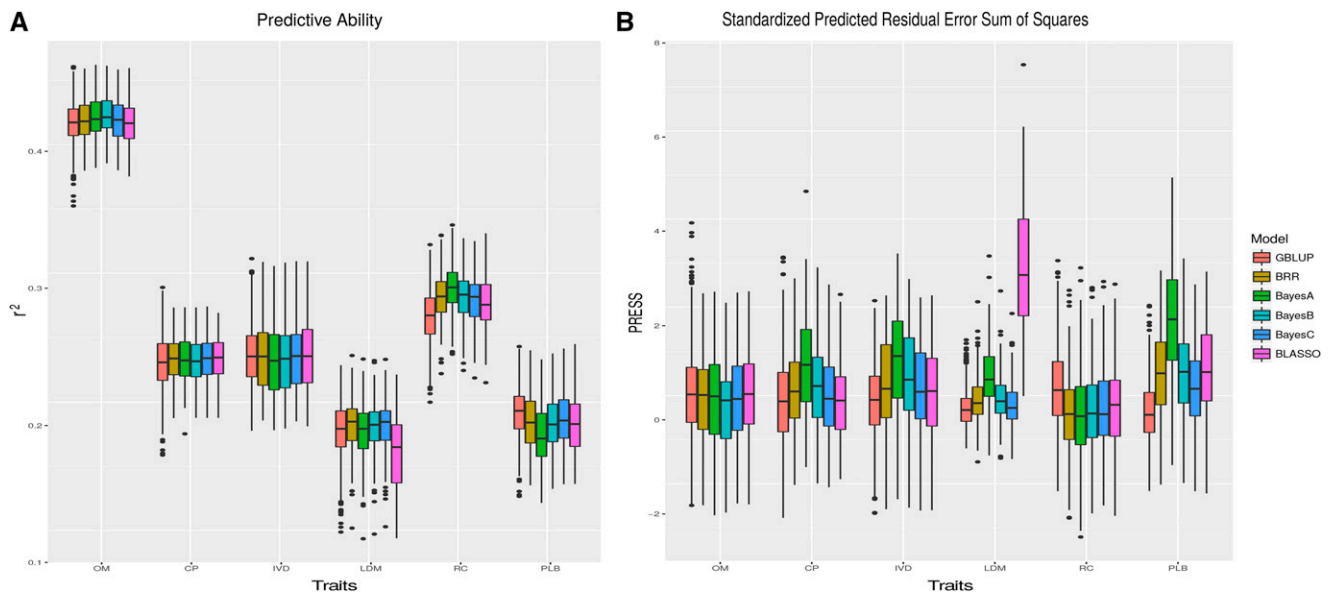 A
Predictive Ability
r²
0.4
0.3
0.2
0.1
OM
CP
IVD
LDM
RC
PLB
Traits
B
Standardized Predicted Residual Error Sum of Squares
PRESS
8
6
4
2
0
−2
OM
CP
IVD
LDM
RC
PLB
Traits
Model
GBLUP
BRR
BayesA
BayesB
BayesC
BLASSO